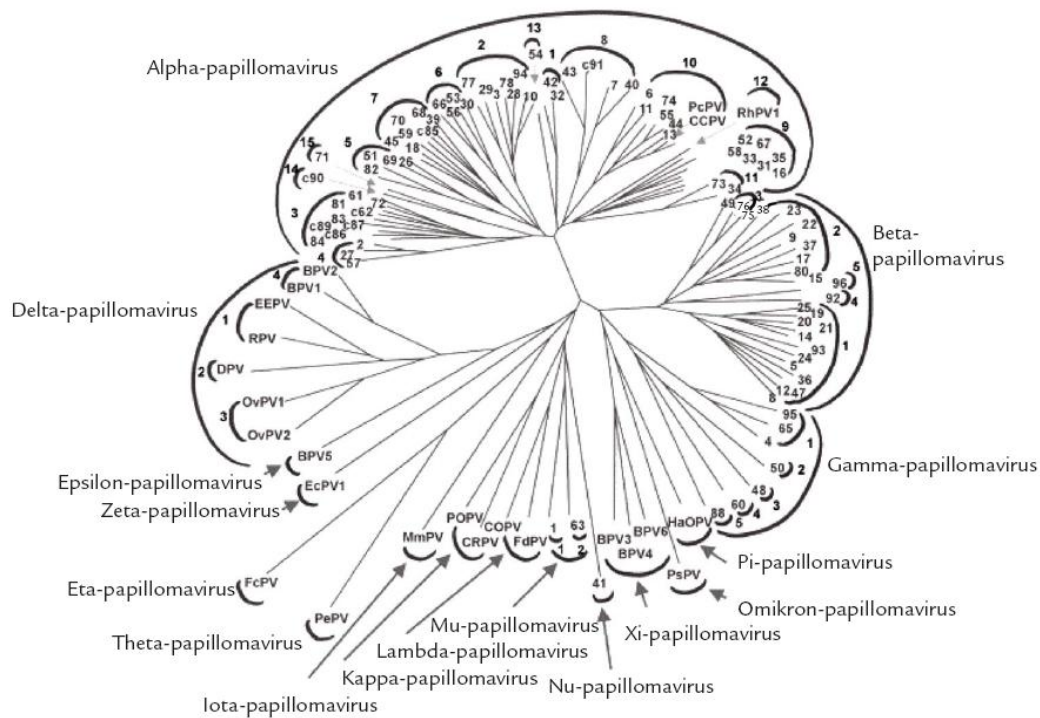 Alpha-papillomavirus
13
54
2
1
8
94
42
43
c91
6
77
78
7
40
10
29
3
28
10
32
53
30
66
56
6
11
74
55
44
13
PcPV
CCPV
12
RhPV1
7
70
68
39
59
c85
45
18
5
51
69
26
82
15
71
14
c90
9
52
67
58
33
31
35
16
11
73
34
3
61
81
72
83
c62
c89
c87
c86
84
2
4
27
57
49
76
75
38
3
23
22
2
9
37
17
80
15
Beta-
papillomavirus
5
96
92
4
25
19
20
21
14
1
93
24
5
36
12
47
8
Delta-papillomavirus
4
BPV2
BPV1
EEPV
1
RPV
2
DPV
OvPV1
3
OvPV2
BPV5
Epsilon-papillomavirus
EcPV1
Zeta-papillomavirus
95
65
1
4
Gamma-papillomavirus
50
2
48
3
60
4
88
5
HaOPV
Pi-papillomavirus
POPV
MmPV
CRPV
COPV
FdPV
1
63
1
2
BPV3
BPV6
BPV4
PsPV
41
Eta-papillomavirus
FcPV
Omikron-papillomavirus
PePV
Theta-papillomavirus
Mu-papillomavirus
Xi-papillomavirus
Lambda-papillomavirus
Kappa-papillomavirus
Nu-papillomavirus
Iota-papillomavirus